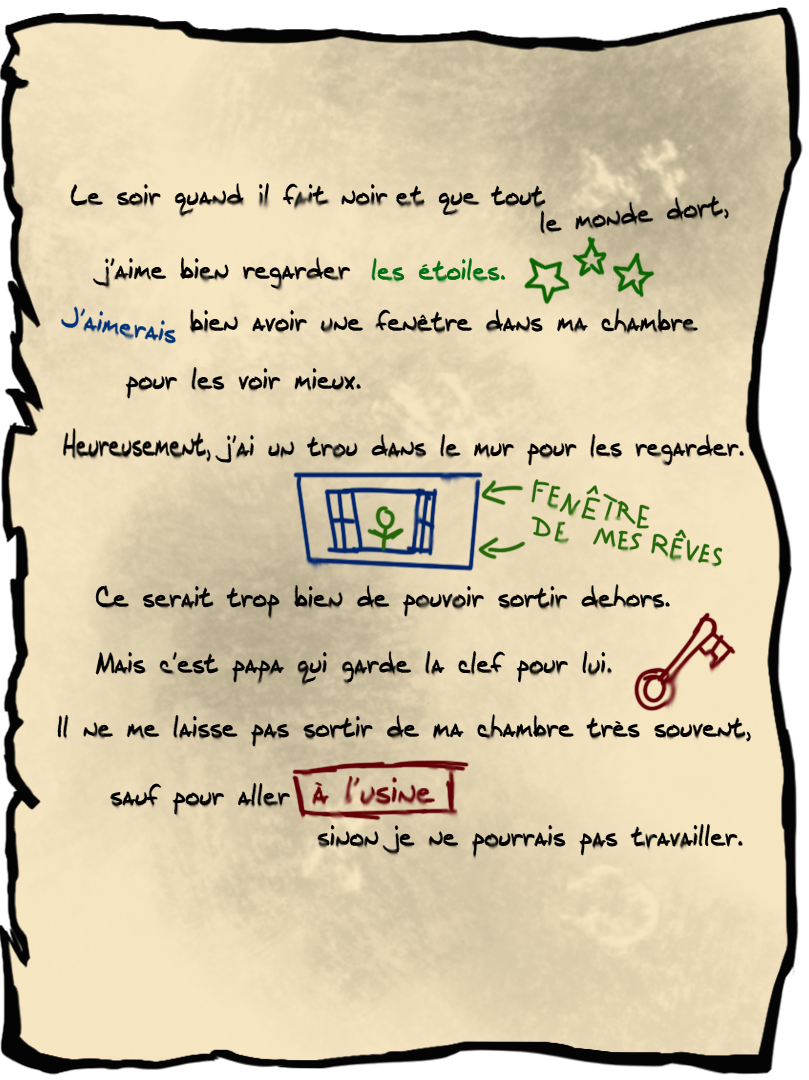 Le soir quand il fait noir et que tout
le monde dort,
j'aime bien regarder les étoiles.
J'aimerais bien avoir une fenêtre dans ma chambre
pour les voir mieux.
Heureusement, j'ai un trou dans le mur pour les regarder.
FENÊTRE
DE MES RÊVES
Ce serait trop bien de pouvoir sortir dehors.
Mais c'est papa qui garde la clef pour lui.
Il ne me laisse pas sortir de ma chambre très souvent,
sauf pour aller à l'usine
sinon je ne pourrais pas travailler.